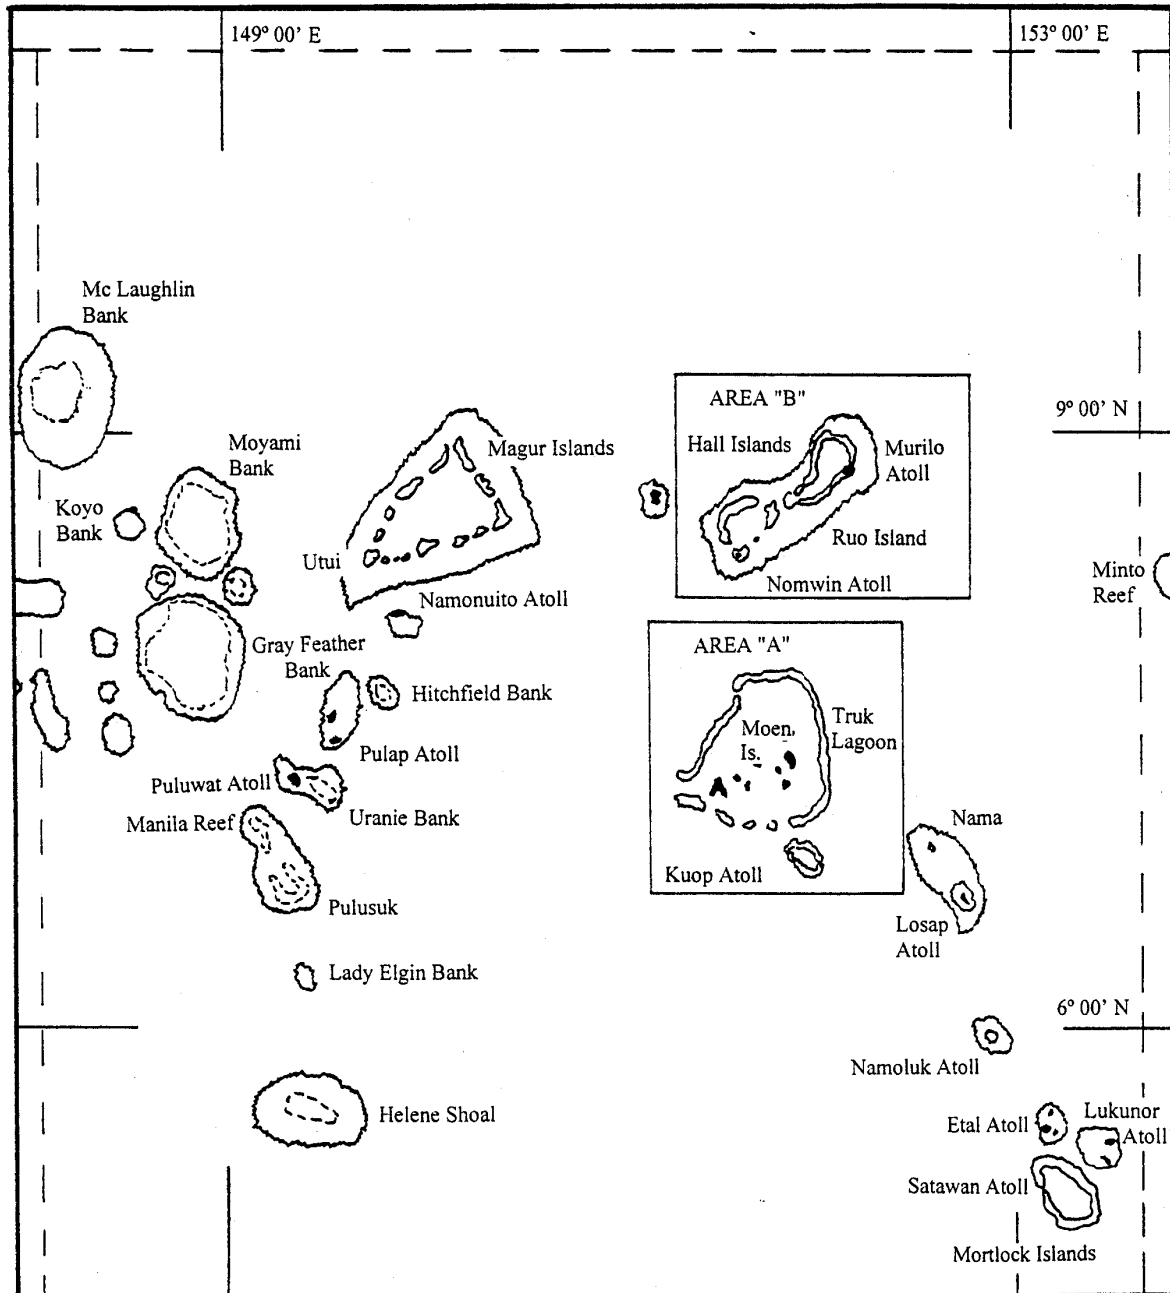 149° 00' E
153° 00' E
Mc Laughlin
Bank
AREA "B"
9° 00' N
Hall Islands
Murilo
Atoll
Moyami
Bank
Magur Islands
Koyo
Bank
Ruo Island
Utui
Nomwin Atoll
Minto
Reef
Namonuito Atoll
Gray Feather
Bank
AREA "A"
Hitchfield Bank
Moen.
Is.
Truk
Lagoon
Pulap Atoll
Puluwat Atoll
Uranie Bank
Manila Reef
Nama
Kuop Atoll
Pulusuk
Losap
Atoll
Lady Elgin Bank
6° 00' N
Namoluk Atoll
Helene Shoal
Etal Atoll
Lukunor
Atoll
Satawan Atoll
Mortlock Islands